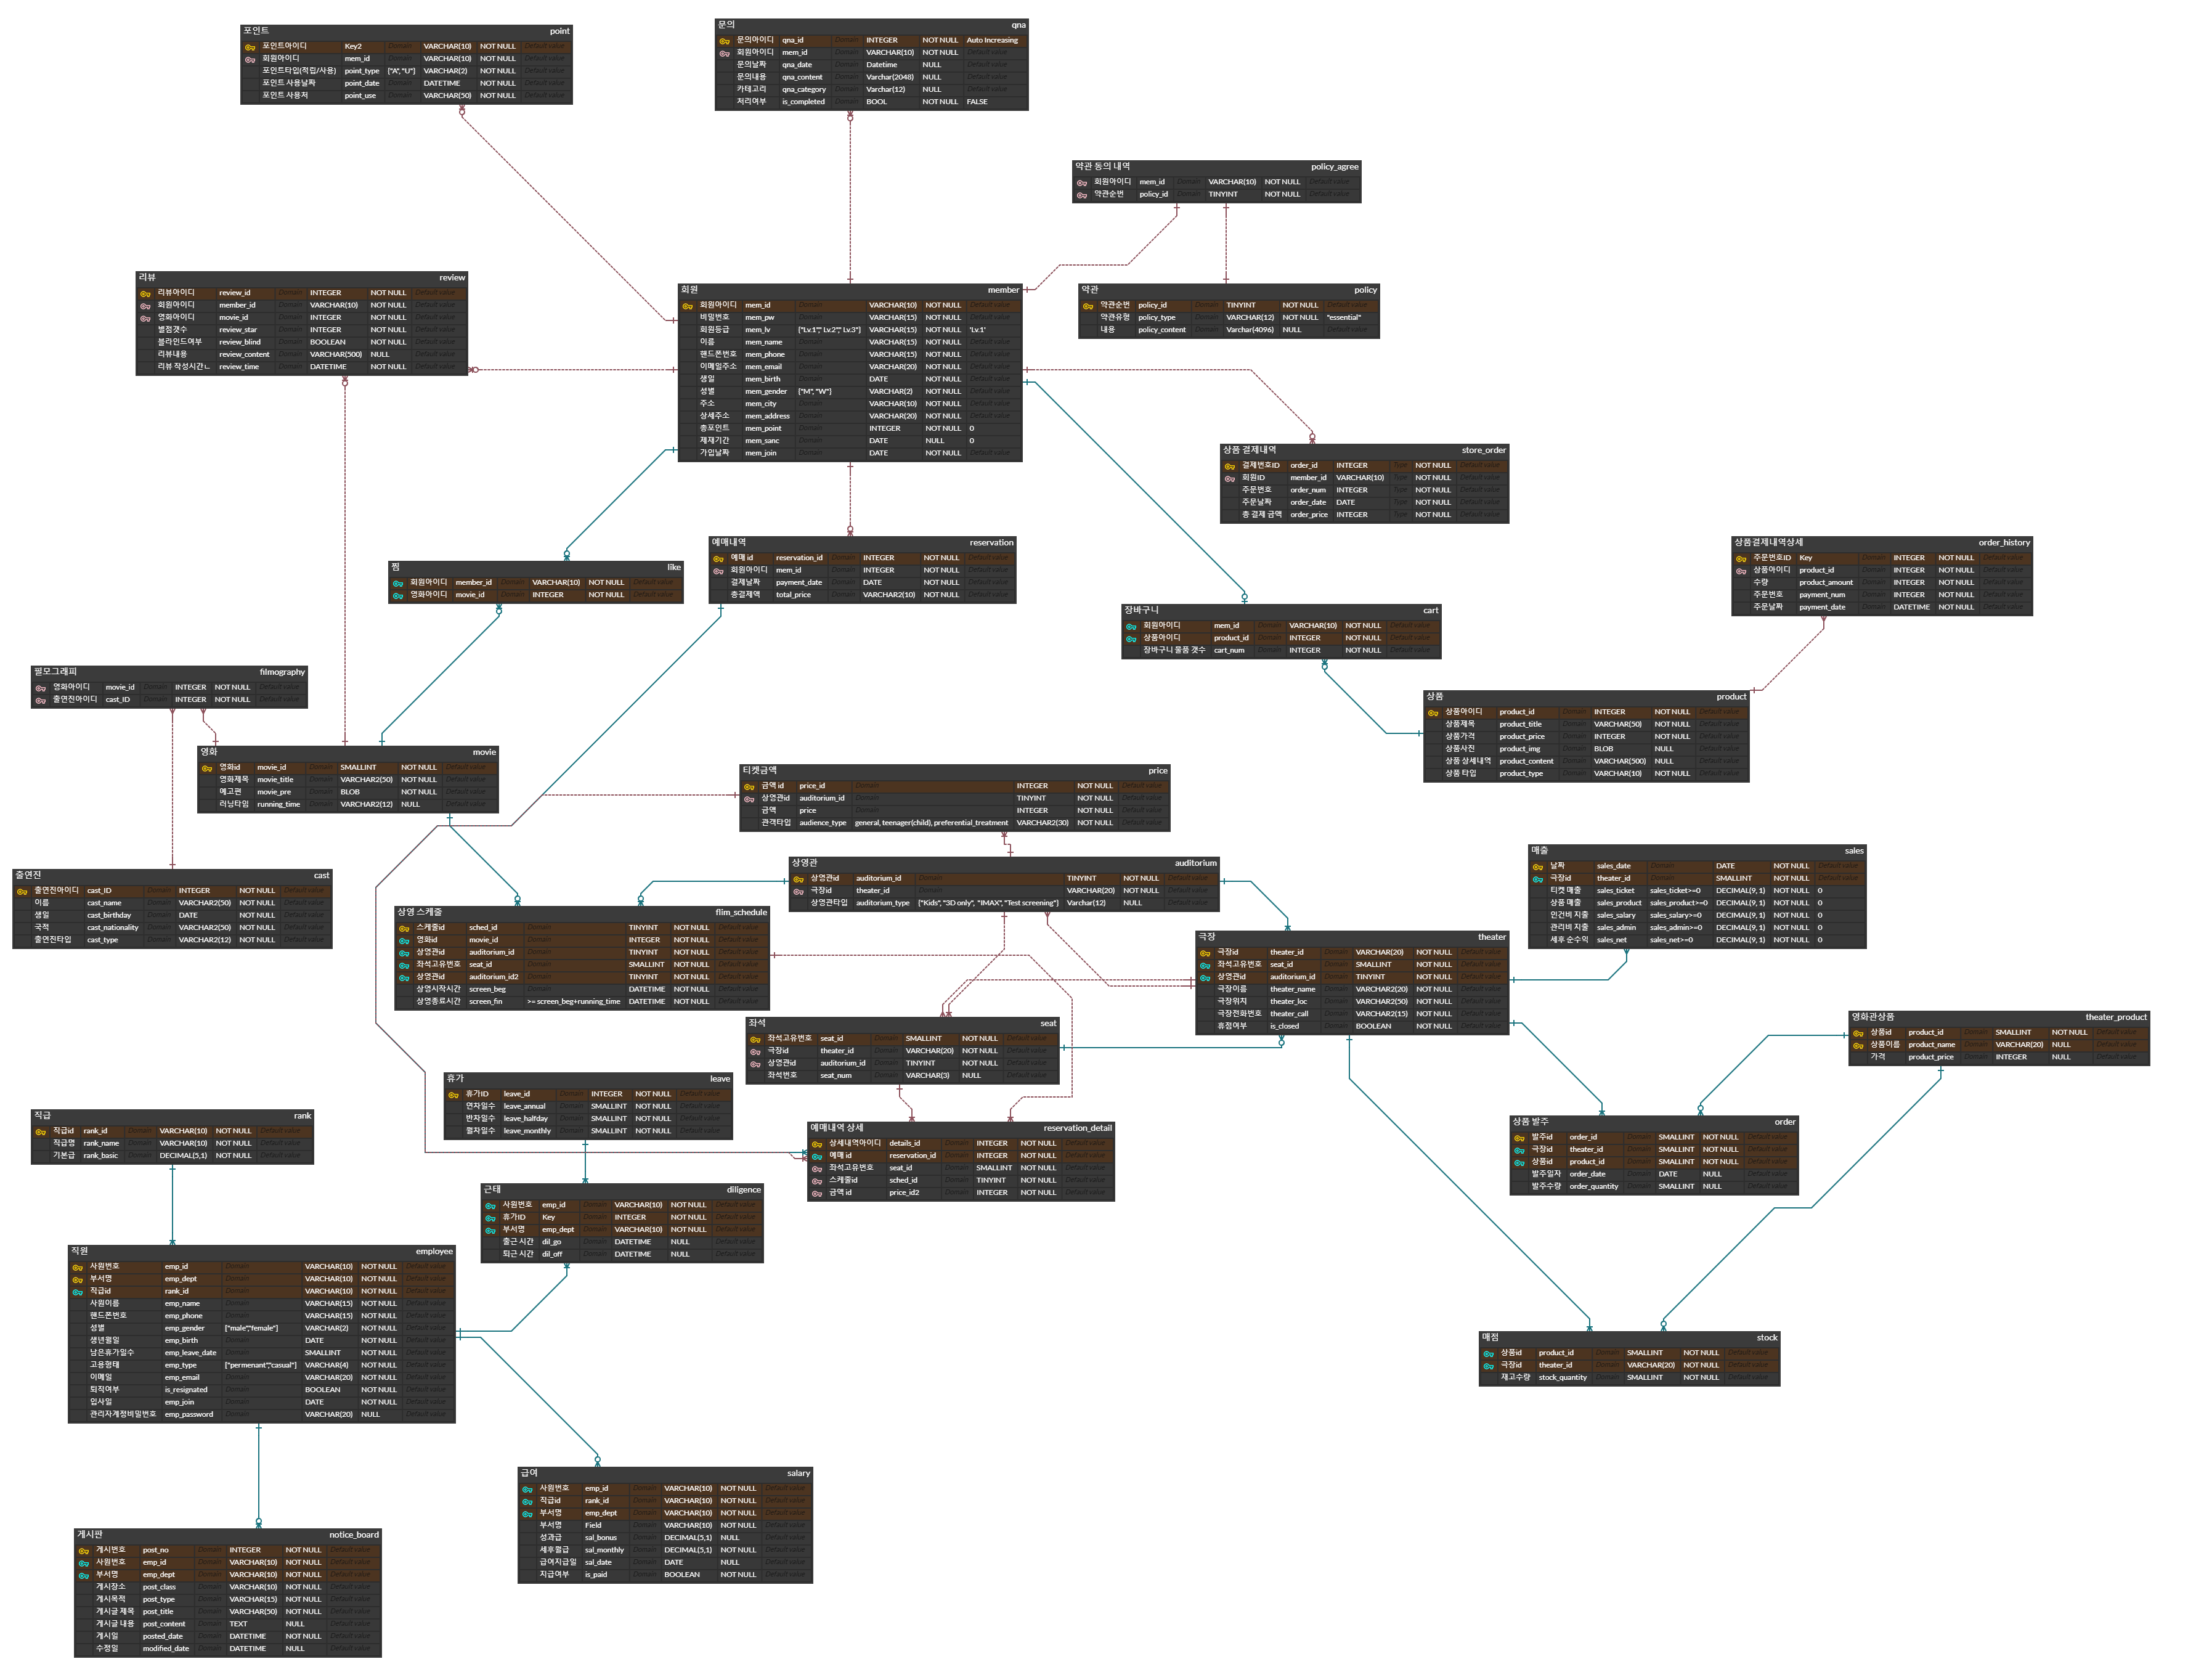 포인트 point
포인트아이디 Key2 Domain VARCHAR(10) NOT NULL Default value
회원아이디 mem_id Domain VARCHAR(10) NOT NULL Default value
포인트타입(적립/사용) point_type ["A", "U"] VARCHAR(2) NOT NULL Default value
포인트 사용날짜 point_date Domain DATETIME NOT NULL Default value
포인트 사용처 point_use Domain VARCHAR(50) NOT NULL Default value
문의 qna
문의아이디 qna_id Domain INTEGER NOT NULL Auto Increasing
회원아이디 mem_id Domain VARCHAR(10) NOT NULL Default value
문의날짜 qna_date Domain Datetime NULL Default value
문의내용 qna_content Domain Varchar(2048) NULL Default value
카테고리 qna_category Domain Varchar(12) NULL Default value
처리여부 is_completed Domain BOOL NOT NULL FALSE
약관 동의 내역 policy_agree
회원아이디 mem_id Domain VARCHAR(10) NOT NULL Default value
약관순번 policy_id Domain TINYINT NOT NULL Default value
리뷰 review
리뷰아이디 review_id Domain INTEGER NOT NULL Default value
회원아이디 member_id Domain VARCHAR(10) NOT NULL Default value
영화아이디 movie_id Domain INTEGER NOT NULL Default value
별점갯수 review_star Domain INTEGER NOT NULL Default value
블라인드여부 review_blind Domain BOOLEAN NOT NULL Default value
리뷰내용 review_content Domain VARCHAR(500) NULL Default value
리뷰 작성시간ㄴ review_time Domain DATETIME NOT NULL Default value
회원 member
회원아이디 mem_id Domain VARCHAR(10) NOT NULL Default value
비밀번호 mem_pw Domain VARCHAR(15) NOT NULL Default value
회원등급 mem_lv ["Lv.1"," Lv.2"," Lv.3"] VARCHAR(15) NOT NULL 'Lv.1'
이름 mem_name Domain VARCHAR(15) NOT NULL Default value
핸드폰번호 mem_phone Domain VARCHAR(15) NOT NULL Default value
이메일주소 mem_email Domain VARCHAR(20) NOT NULL Default value
생일 mem_birth Domain DATE NOT NULL Default value
성별 mem_gender ["M", "W"] VARCHAR(2) NOT NULL Default value
주소 mem_city Domain VARCHAR(10) NOT NULL Default value
상세주소 mem_address Domain VARCHAR(20) NOT NULL Default value
총포인트 mem_point Domain INTEGER NOT NULL 0
제재기간 mem_sanc Domain DATE NULL 0
가입날짜 mem_join Domain DATE NOT NULL Default value
약관 policy
약관순번 policy_id Domain TINYINT NOT NULL Default value
약관유형 policy_type Domain VARCHAR(12) NOT NULL "essential"
내용 policy_content Domain Varchar(4096) NULL Default value
상품 결제내역 store_order
결제번호ID order_id INTEGER Type NOT NULL Default value
회원ID member_id VARCHAR(10) Type NOT NULL Default value
주문번호 order_num INTEGER Type NOT NULL Default value
주문날짜 order_date DATE Type NOT NULL Default value
총 결제 금액 order_price INTEGER Type NOT NULL Default value
찜 like
회원아이디 member_id Domain VARCHAR(10) NOT NULL Default value
영화아이디 movie_id Domain INTEGER NOT NULL Default value
예매내역 reservation
예매 id reservation_id Domain INTEGER NOT NULL Default value
회원아이디 mem_id Domain INTEGER NOT NULL Default value
결제날짜 payment_date Domain DATE NOT NULL Default value
총결제액 total_price Domain VARCHAR2(10) NOT NULL Default value
상품결제내역상세 order_history
주문번호ID Key Domain INTEGER NOT NULL Default value
상품아이디 product_id Domain INTEGER NOT NULL Default value
수량 product_amount Domain INTEGER NOT NULL Default value
주문번호 payment_num Domain INTEGER NOT NULL Default value
주문날짜 payment_date Domain DATETIME NOT NULL Default value
장바구니 cart
회원아이디 mem_id Domain VARCHAR(10) NOT NULL Default value
상품아이디 product_id Domain INTEGER NOT NULL Default value
장바구니 물품 갯수 cart_num Domain INTEGER NOT NULL Default value
필모그래피 filmography
영화아이디 movie_id Domain INTEGER NOT NULL Default value
출연진아이디 cast_ID Domain INTEGER NOT NULL Default value
상품 product
상품아이디 product_id Domain INTEGER NOT NULL Default value
상품제목 product_title Domain VARCHAR(50) NOT NULL Default value
상품가격 product_price Domain INTEGER NOT NULL Default value
상품사진 product_img Domain BLOB NULL Default value
상품 상세내역 product_content Domain VARCHAR(500) NULL Default value
상품 타입 product_type Domain VARCHAR(10) NOT NULL Default value
영화 movie
영화id movie_id Domain SMALLINT NOT NULL Default value
영화제목 movie_title Domain VARCHAR2(50) NOT NULL Default value
예고편 movie_pre Domain BLOB NOT NULL Default value
러닝타임 running_time Domain VARCHAR2(12) NULL Default value
티켓금액 price
금액 id price_id Domain INTEGER NOT NULL Default value
상영관id auditorium_id Domain TINYINT NOT NULL Default value
금액 price Domain INTEGER NOT NULL Default value
관객타입 audience_type general, teenager(child), preferential_treatment VARCHAR2(30) NOT NULL Default value
출연진 cast
출연진아이디 cast_ID Domain INTEGER NOT NULL Default value
이름 cast_name Domain VARCHAR2(50) NOT NULL Default value
생일 cast_birthday Domain DATE NOT NULL Default value
국적 cast_nationality Domain VARCHAR2(50) NOT NULL Default value
출연진타입 cast_type Domain VARCHAR2(12) NOT NULL Default value
상영관 auditorium
상영관id auditorium_id Domain TINYINT NOT NULL Default value
극장id theater_id Domain VARCHAR(20) NOT NULL Default value
상영관타입 auditorium_type ["Kids", "3D only", "IMAX", "Test screening"] Varchar(12) NULL Default value
매출 sales
날짜 sales_date Domain DATE NOT NULL Default value
극장id theater_id Domain SMALLINT NOT NULL Default value
티켓 매출 sales_ticket sales_ticket>=0 DECIMAL(9, 1) NOT NULL 0
상품 매출 sales_product sales_product>=0 DECIMAL(9, 1) NOT NULL 0
인건비 지출 sales_salary sales_salary>=0 DECIMAL(9, 1) NOT NULL 0
관리비 지출 sales_admin sales_admin>=0 DECIMAL(9, 1) NOT NULL 0
세후 순수익 sales_net sales_net>=0 DECIMAL(9, 1) NOT NULL 0
상영 스케줄 flim_schedule
스케줄id sched_id Domain TINYINT NOT NULL Default value
영화id movie_id Domain INTEGER NOT NULL Default value
상영관id auditorium_id Domain TINYINT NOT NULL Default value
좌석고유번호 seat_id Domain SMALLINT NOT NULL Default value
상영관id auditorium_id2 Domain TINYINT NOT NULL Default value
상영시작시간 screen_beg Domain DATETIME NOT NULL Default value
상영종료시간 screen_fin >= screen_beg+running_time DATETIME NOT NULL Default value
극장 theater
극장id theater_id Domain VARCHAR(20) NOT NULL Default value
좌석고유번호 seat_id Domain SMALLINT NOT NULL Default value
상영관id auditorium_id Domain TINYINT NOT NULL Default value
극장이름 theater_name Domain VARCHAR2(20) NOT NULL Default value
극장위치 theater_loc Domain VARCHAR2(50) NOT NULL Default value
극장전화번호 theater_call Domain VARCHAR2(15) NOT NULL Default value
휴점여부 is_closed Domain BOOLEAN NOT NULL Default value
좌석 seat
좌석고유번호 seat_id Domain SMALLINT NOT NULL Default value
극장id theater_id Domain VARCHAR(20) NOT NULL Default value
상영관id auditorium_id Domain TINYINT NOT NULL Default value
좌석번호 seat_num Domain VARCHAR(3) NULL Default value
영화관상품 theater_product
상품id product_id Domain SMALLINT NOT NULL Default value
상품이름 product_name Domain VARCHAR(20) NULL Default value
가격 product_price Domain INTEGER NULL Default value
휴가 leave
휴가ID leave_id Domain INTEGER NOT NULL Default value
연차일수 leave_annual Domain SMALLINT NOT NULL Default value
반차일수 leave_halfday Domain SMALLINT NOT NULL Default value
월차일수 leave_monthly Domain SMALLINT NOT NULL Default value
직급 rank
직급id rank_id Domain VARCHAR(10) NOT NULL Default value
직급명 rank_name Domain VARCHAR(10) NOT NULL Default value
기본급 rank_basic Domain DECIMAL(5,1) NOT NULL Default value
예매내역 상세 reservation_detail
상세내역아이디 details_id Domain INTEGER NOT NULL Default value
예매 id reservation_id Domain INTEGER NOT NULL Default value
좌석고유번호 seat_id Domain SMALLINT NOT NULL Default value
스케줄id sched_id Domain TINYINT NOT NULL Default value
금액 id price_id2 Domain INTEGER NOT NULL Default value
상품 발주 order
발주id order_id Domain SMALLINT NOT NULL Default value
극장id theater_id Domain SMALLINT NOT NULL Default value
상품id product_id Domain SMALLINT NOT NULL Default value
발주일자 order_date Domain DATE NULL Default value
발주수량 order_quantity Domain SMALLINT NULL Default value
근태 diligence
사원번호 emp_id Domain VARCHAR(10) NOT NULL Default value
휴가ID Key Domain INTEGER NOT NULL Default value
부서명 emp_dept Domain VARCHAR(10) NOT NULL Default value
출근 시간 dil_go Domain DATETIME NULL Default value
퇴근 시간 dil_off Domain DATETIME NULL Default value
직원 employee
사원번호 emp_id Domain VARCHAR(10) NOT NULL Default value
부서명 emp_dept Domain VARCHAR(10) NOT NULL Default value
직급id rank_id Domain VARCHAR(10) NOT NULL Default value
사원이름 emp_name Domain VARCHAR(15) NOT NULL Default value
핸드폰번호 emp_phone Domain VARCHAR(15) NOT NULL Default value
성별 emp_gender ["male","female"] VARCHAR(2) NOT NULL Default value
생년월일 emp_birth Domain DATE NOT NULL Default value
남은휴가일수 emp_leave_date Domain SMALLINT NOT NULL Default value
고용형태 emp_type ["permenant","casual"] VARCHAR(4) NOT NULL Default value
이메일 emp_email Domain VARCHAR(20) NOT NULL Default value
퇴직여부 is_resignated Domain BOOLEAN NOT NULL Default value
입사일 emp_join Domain DATE NOT NULL Default value
관리자계정비밀번호 emp_password Domain VARCHAR(20) NULL Default value
매점 stock
상품id product_id Domain SMALLINT NOT NULL Default value
극장id theater_id Domain VARCHAR(20) NOT NULL Default value
재고수량 stock_quantity Domain SMALLINT NOT NULL Default value
급여 salary
사원번호 emp_id Domain VARCHAR(10) NOT NULL Default value
직급id rank_id Domain VARCHAR(10) NOT NULL Default value
부서명 emp_dept Domain VARCHAR(10) NOT NULL Default value
부서명 Field Domain VARCHAR(10) NOT NULL Default value
성과급 sal_bonus Domain DECIMAL(5,1) NULL Default value
세후월급 sal_monthly Domain DECIMAL(5,1) NOT NULL Default value
급여지급일 sal_date Domain DATE NULL Default value
지급여부 is_paid Domain BOOLEAN NOT NULL Default value
게시판 notice_board
게시번호 post_no Domain INTEGER NOT NULL Default value
사원번호 emp_id Domain VARCHAR(10) NOT NULL Default value
부서명 emp_dept Domain VARCHAR(10) NOT NULL Default value
게시장소 post_class Domain VARCHAR(10) NOT NULL Default value
게시목적 post_type Domain VARCHAR(15) NOT NULL Default value
게시글 제목 post_title Domain VARCHAR(50) NOT NULL Default value
게시글 내용 post_content Domain TEXT NULL Default value
게시일 posted_date Domain DATETIME NOT NULL Default value
수정일 modified_date Domain DATETIME NULL Default value